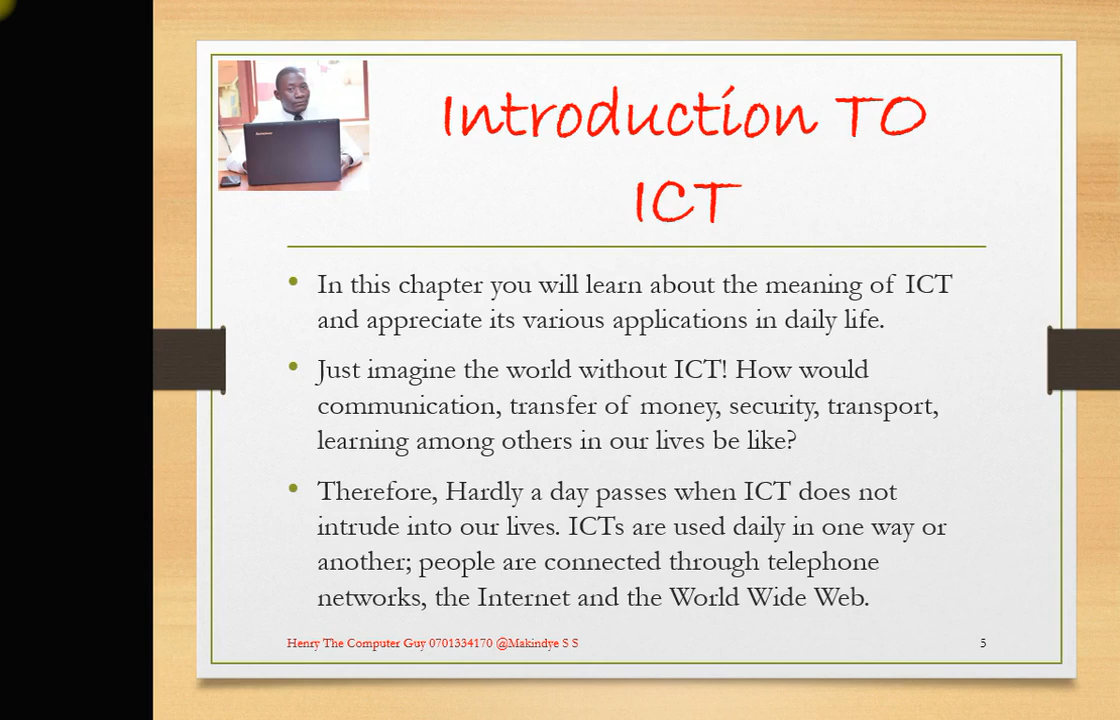 Introduction TO
ICT
• In this chapter you will learn about the meaning of ICT
and appreciate its various applications in daily life.
• Just imagine the world without ICT! How would
communication, transfer of money, security, transport,
learning among others in our lives be like?
• Therefore, Hardly a day passes when ICT does not
intrude into our lives. ICTs are used daily in one way or
another; people are connected through telephone
networks, the Internet and the World Wide Web.
Henry The Computer Guy 0701334170 @Makindye S S 5